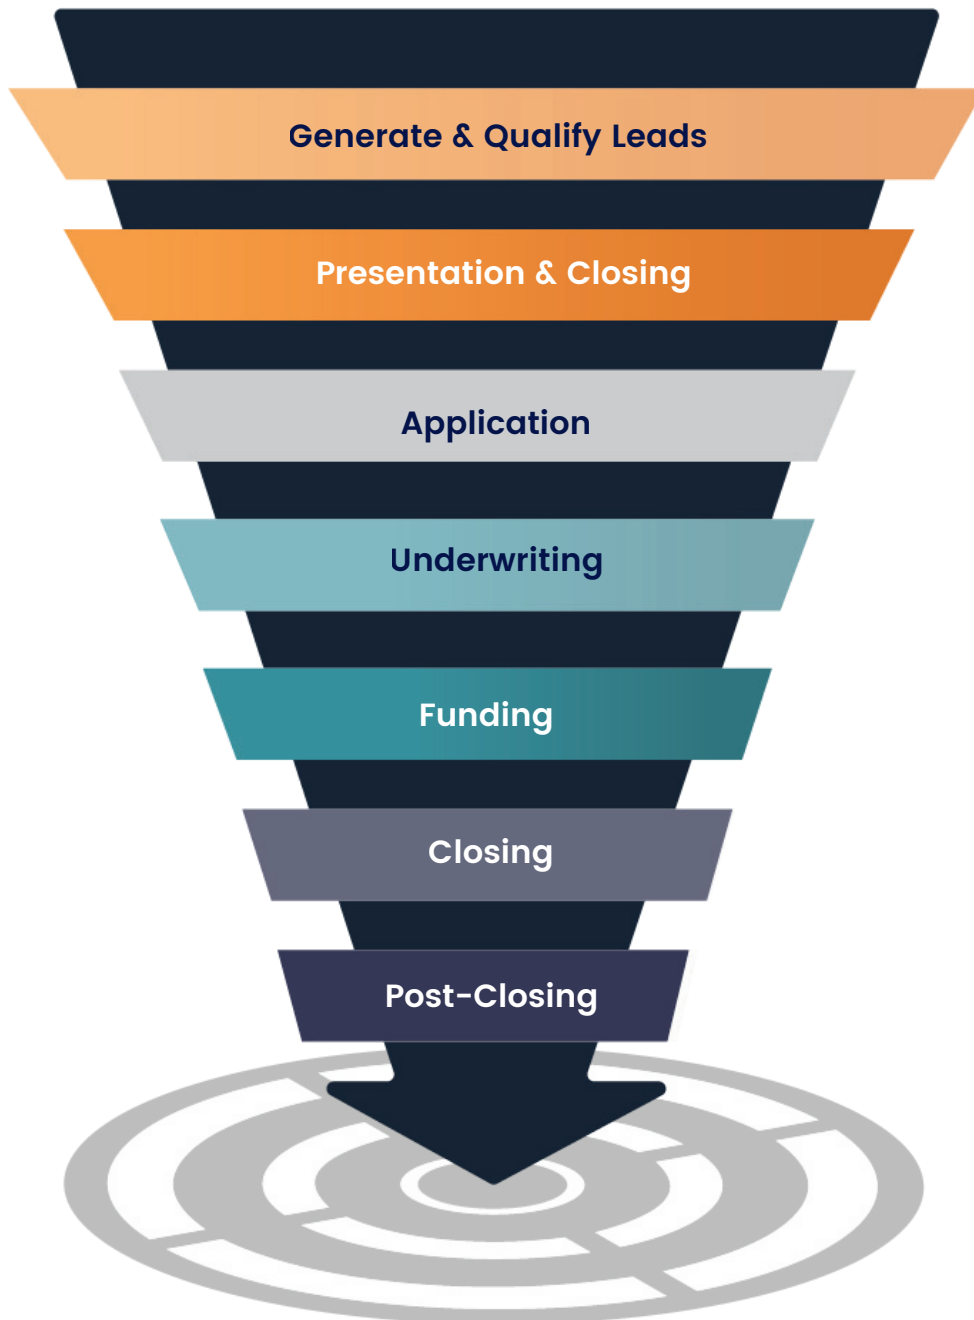 Generate & Qualify Leads
Presentation & Closing
Application
Underwriting
Funding
Closing
Post-Closing